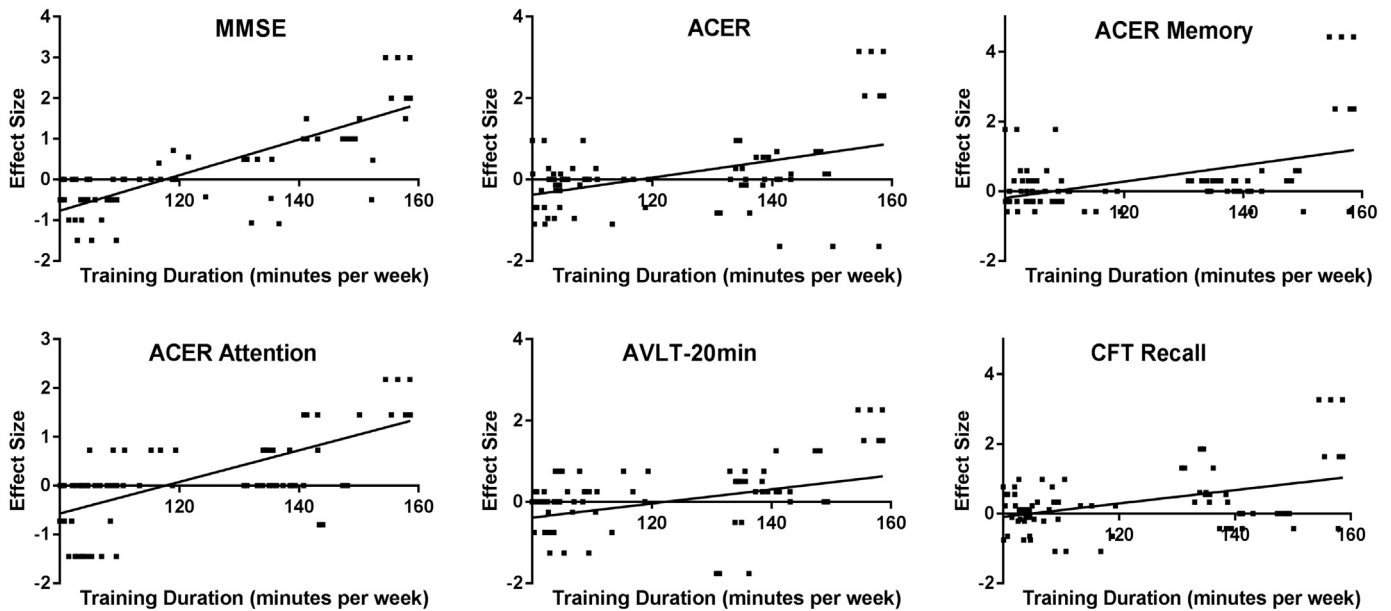 MMSE
Effect Size
4
3
2
1
0
-1
-2
120
140
160
Training Duration (minutes per week)
ACER
Effect Size
4
2
0
-2
120
140
160
Training Duration (minutes per week)
ACER Memory
Effect Size
4
2
0
-2
120
140
160
Training Duration (minutes per week)
ACER Attention
Effect Size
3
2
1
0
-1
-2
120
140
160
Training Duration (minutes per week)
AVLT-20min
Effect Size
4
2
0
-2
120
140
160
Training Duration (minutes per week)
CFT Recall
Effect Size
4
2
0
-2
120
140
160
Training Duration (minutes per week)